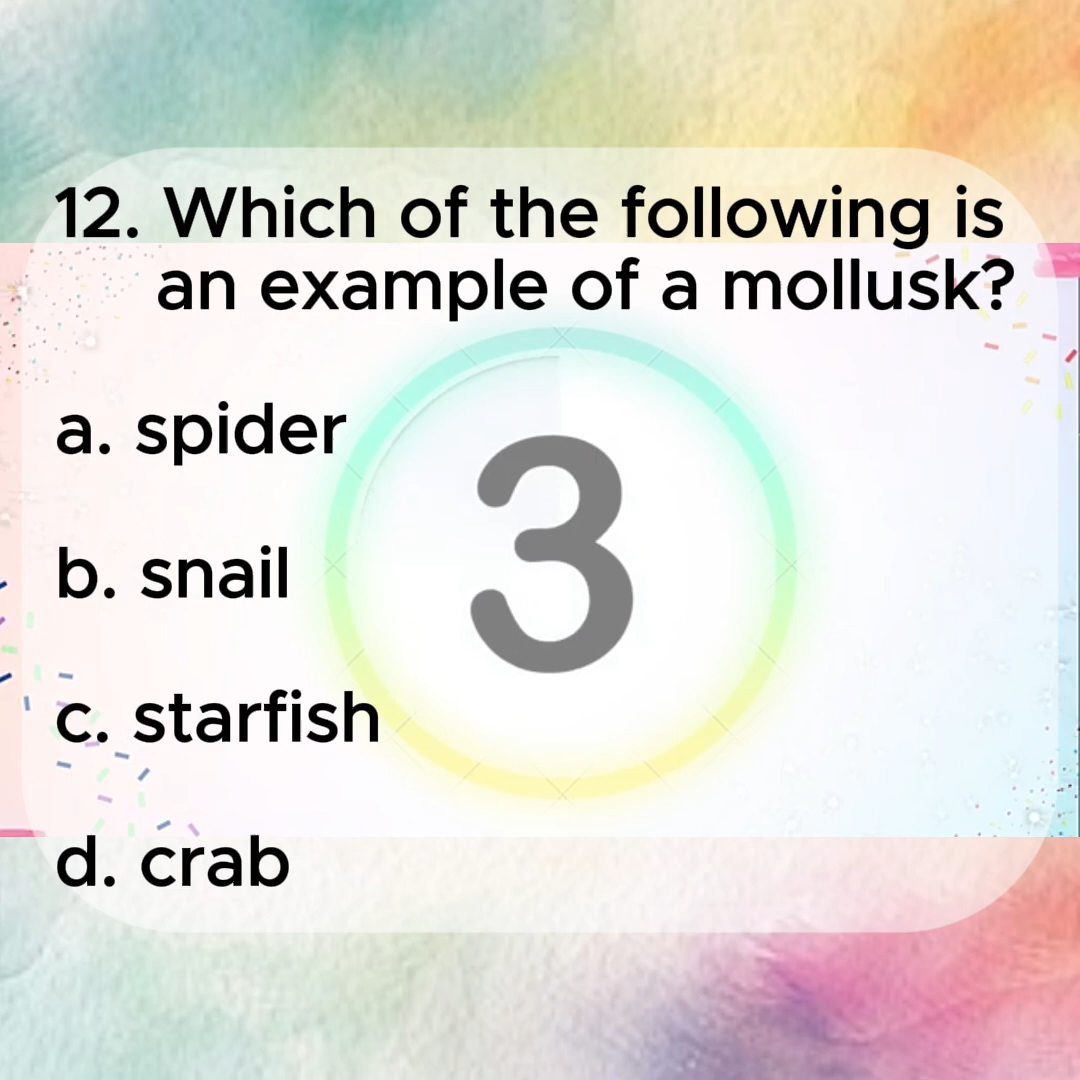 12. Which of the following is
an example of a mollusk?
a. spider
3
b. snail
c. starfish
d. crab